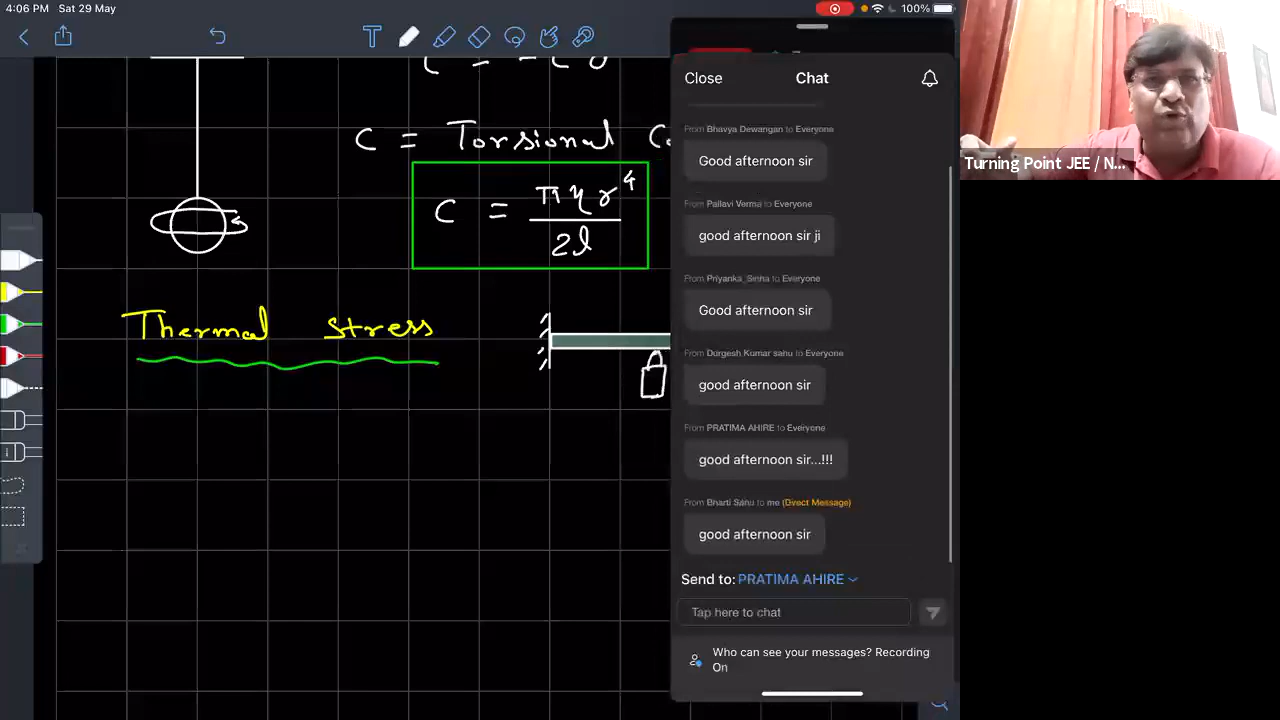 4:06 PM Sat 29 May
100%
C = Torsional
C = πηr⁴ / 2l
Thermal stress
Close
Chat
From Bhavya Dewangan to Everyone
Good afternoon sir
From Pallavi Verma to Everyone
good afternoon sir ji
From Priyanka Sinha to Everyone
Good afternoon sir
From Durgesh Kumar sahu to Everyone
good afternoon sir
From PRATIMA AHIRE to Everyone
good afternoon sir...!!!
From Bharti Sahu to me (Direct Message)
good afternoon sir
Send to: PRATIMA AHIRE
Tap here to chat
Who can see your messages? Recording
On
Turning Point JEE / N...